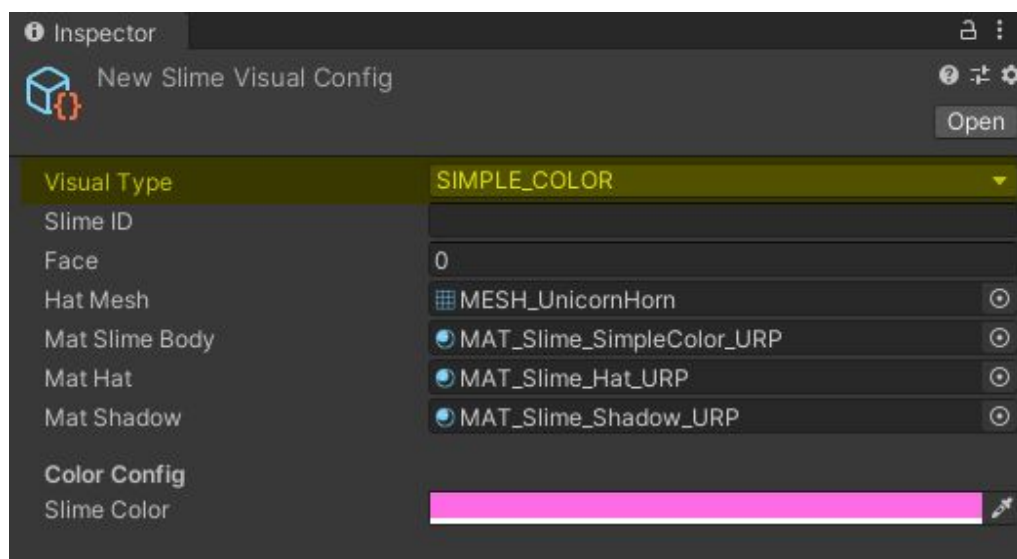 Inspector
New Slime Visual Config
Open
Visual Type SIMPLE_COLOR
Slime ID
Face 0
Hat Mesh MESH_UnicornHorn
Mat Slime Body MAT_Slime_SimpleColor_URP
Mat Hat MAT_Slime_Hat_URP
Mat Shadow MAT_Slime_Shadow_URP
Color Config
Slime Color